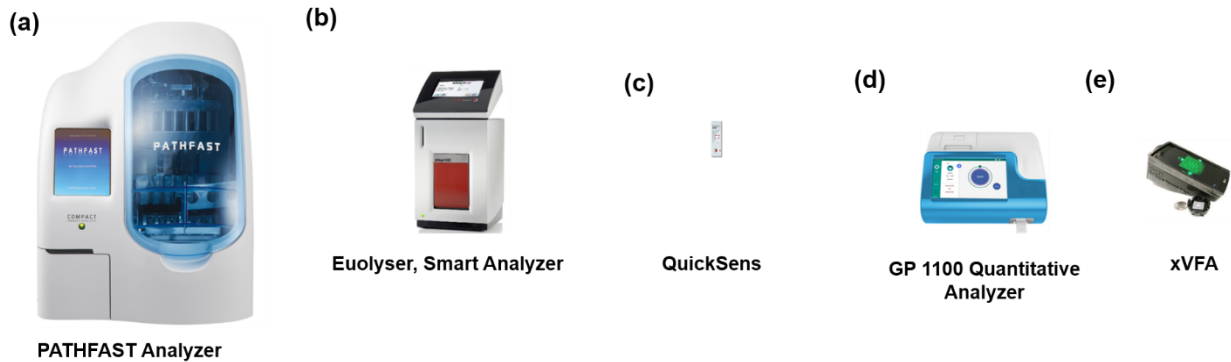 (a)
PATHFAST
PATHFAST
COMPACT
PATHFAST Analyzer
(b)
Euolyser, Smart Analyzer
(c)
QuickSens
(d)
GP 1100 Quantitative
Analyzer
(e)
xVFA